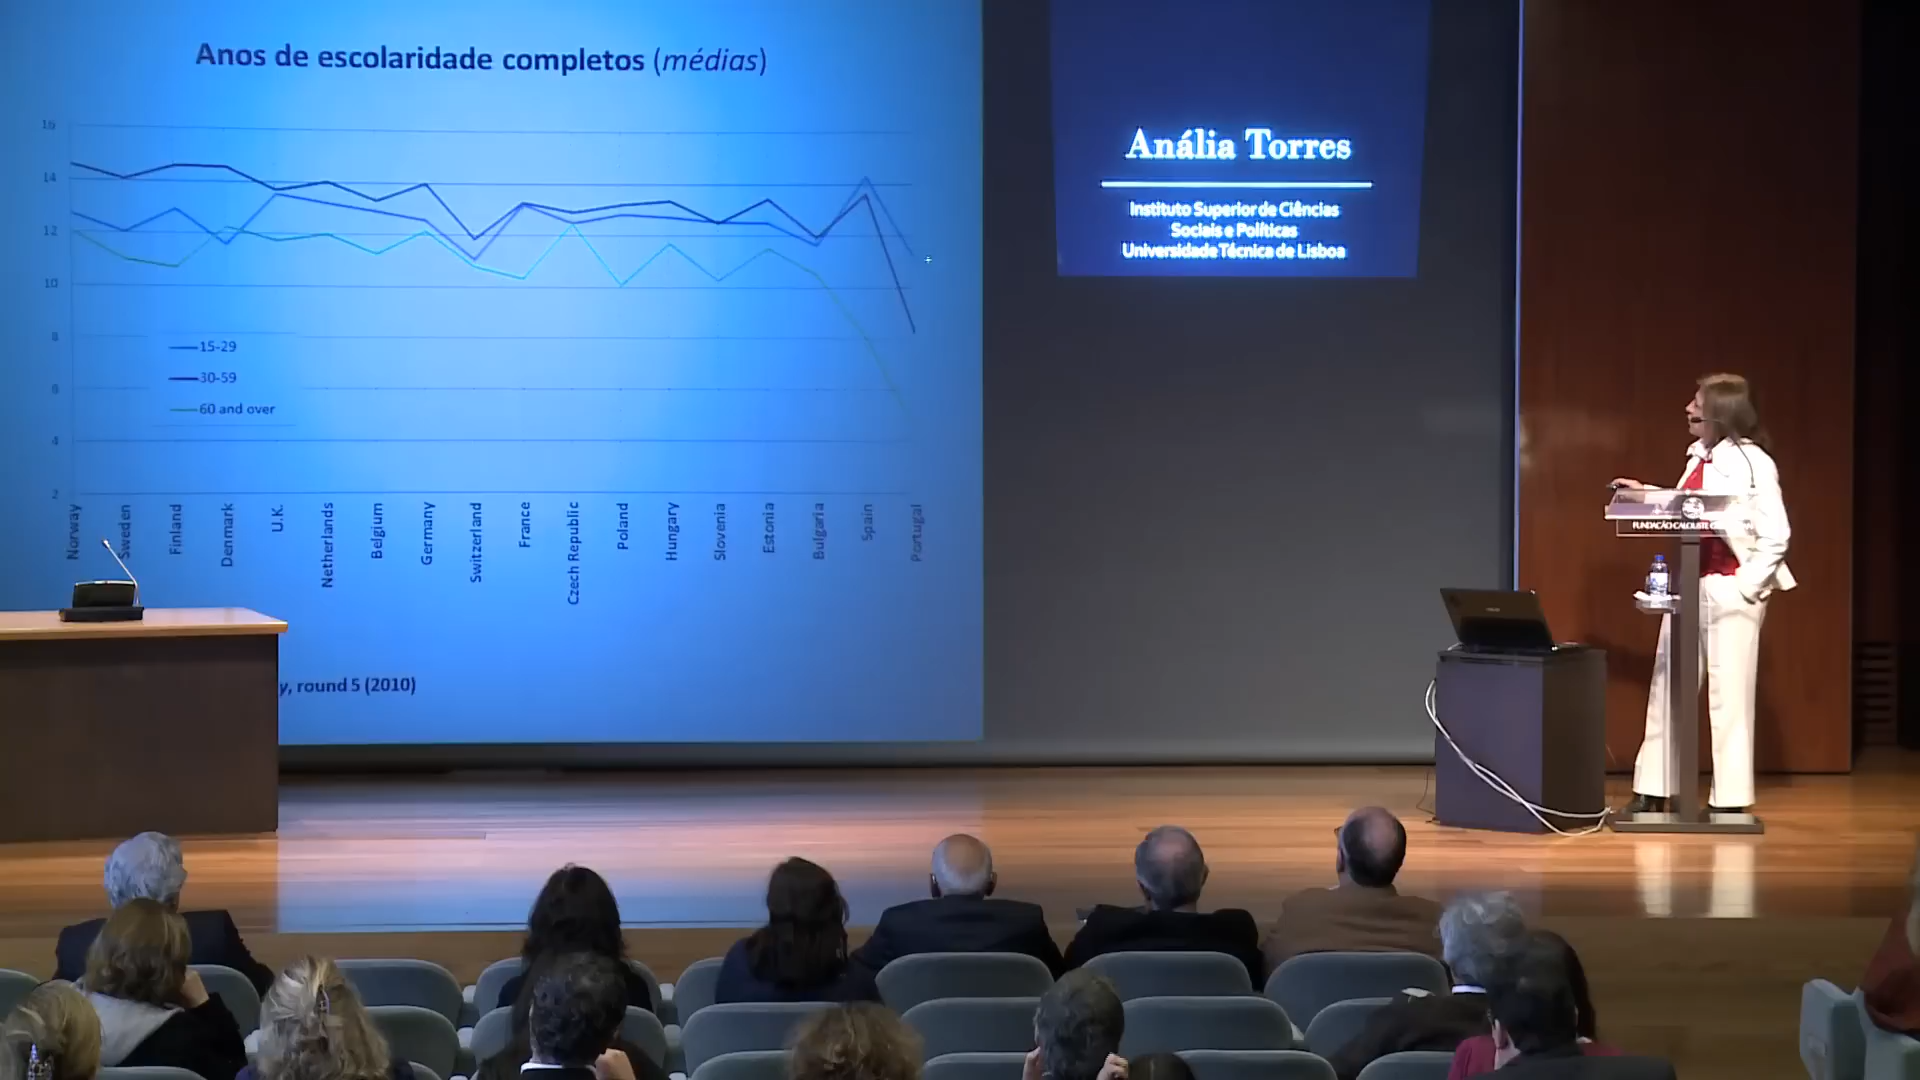 Anos de escolaridade completos (médias)
16
14
12
10
8
6
4
2
15-29
30-59
60 and over
Norway
Sweden
Finland
Denmark
U.K.
Netherlands
Belgium
Germany
Switzerland
France
Czech Republic
Poland
Hungary
Slovenia
Estonia
Bulgaria
Spain
Portugal
y, round 5 (2010)
Anália Torres
Instituto Superior de Ciências
Sociais e Políticas
Universidade Técnica de Lisboa
FUNDAÇÃO CALOUSTE